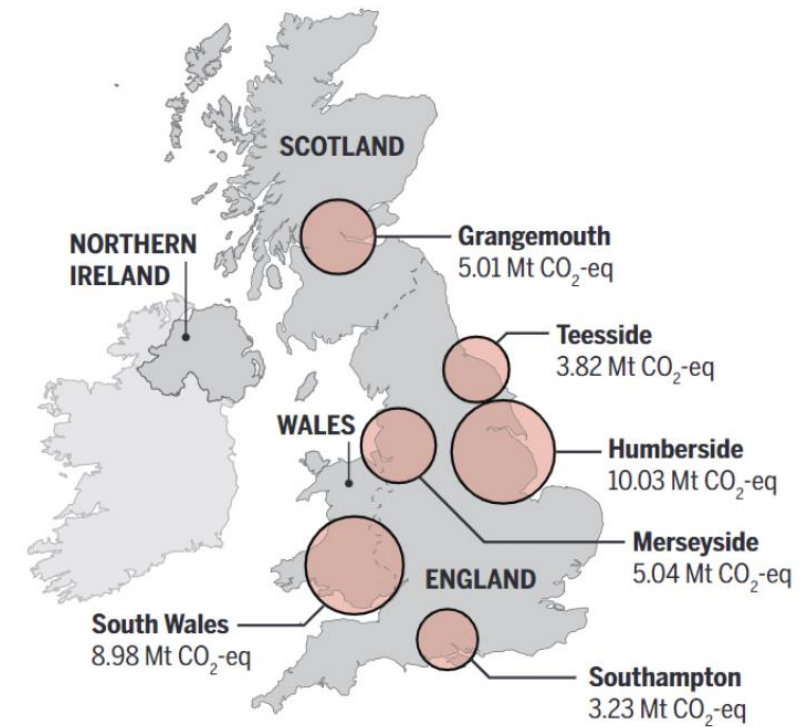 SCOTLAND
NORTHERN
IRELAND
Grangemouth
5.01 Mt CO₂-eq
Teesside
3.82 Mt CO₂-eq
WALES
Humberside
10.03 Mt CO₂-eq
Merseyside
5.04 Mt CO₂-eq
ENGLAND
South Wales
8.98 Mt CO₂-eq
Southampton
3.23 Mt CO₂-eq